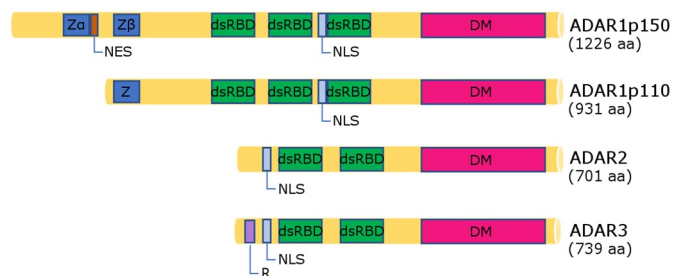 Zα Zβ dsRBD dsRBD dsRBD DM ADAR1p150
NES NLS (1226 aa)
Z dsRBD dsRBD dsRBD DM ADAR1p110
NLS (931 aa)
dsRBD dsRBD DM ADAR2
NLS (701 aa)
dsRBD dsRBD DM ADAR3
NLS (739 aa)
R